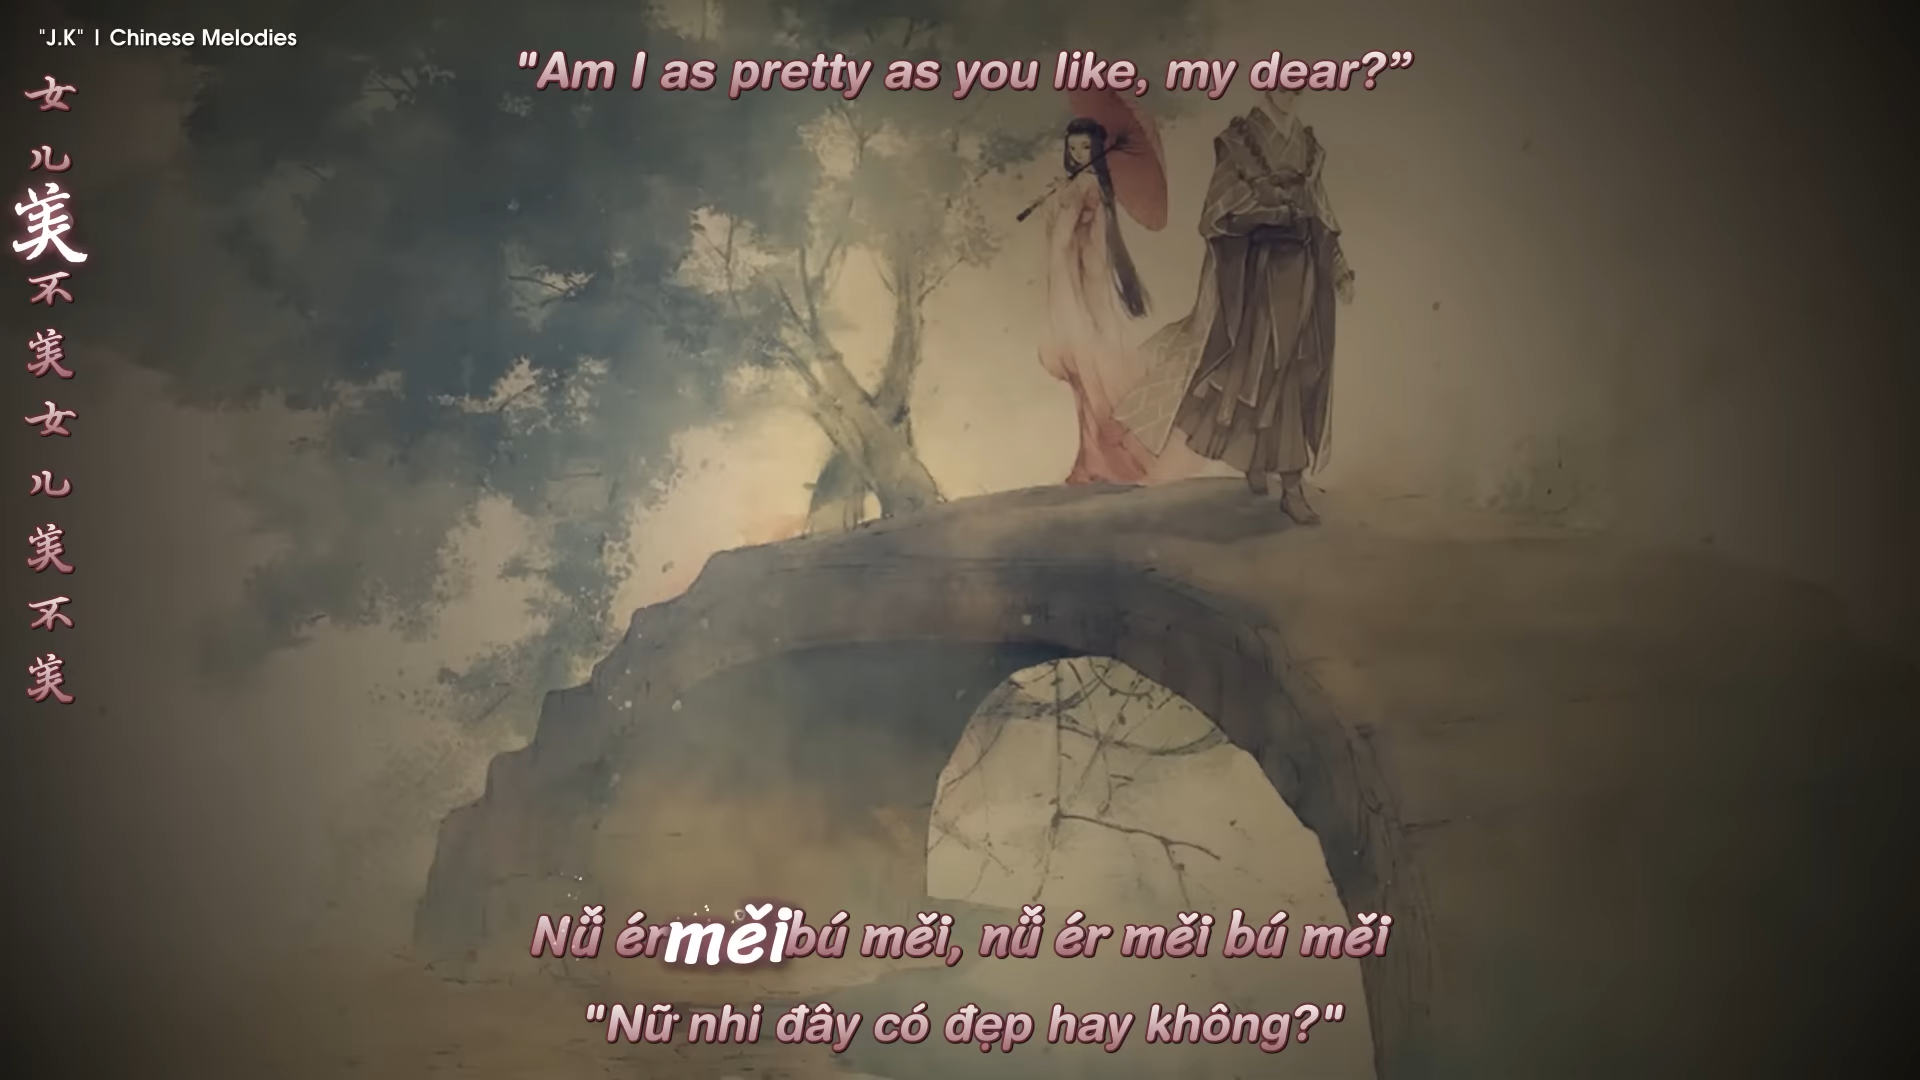 "J.K" | Chinese Melodies
"Am I as pretty as you like, my dear?”
女儿美不美女儿美不美
Nǚ ér měi bú měi, nǚ ér měi bú měi
"Nữ nhi đây có đẹp hay không?"